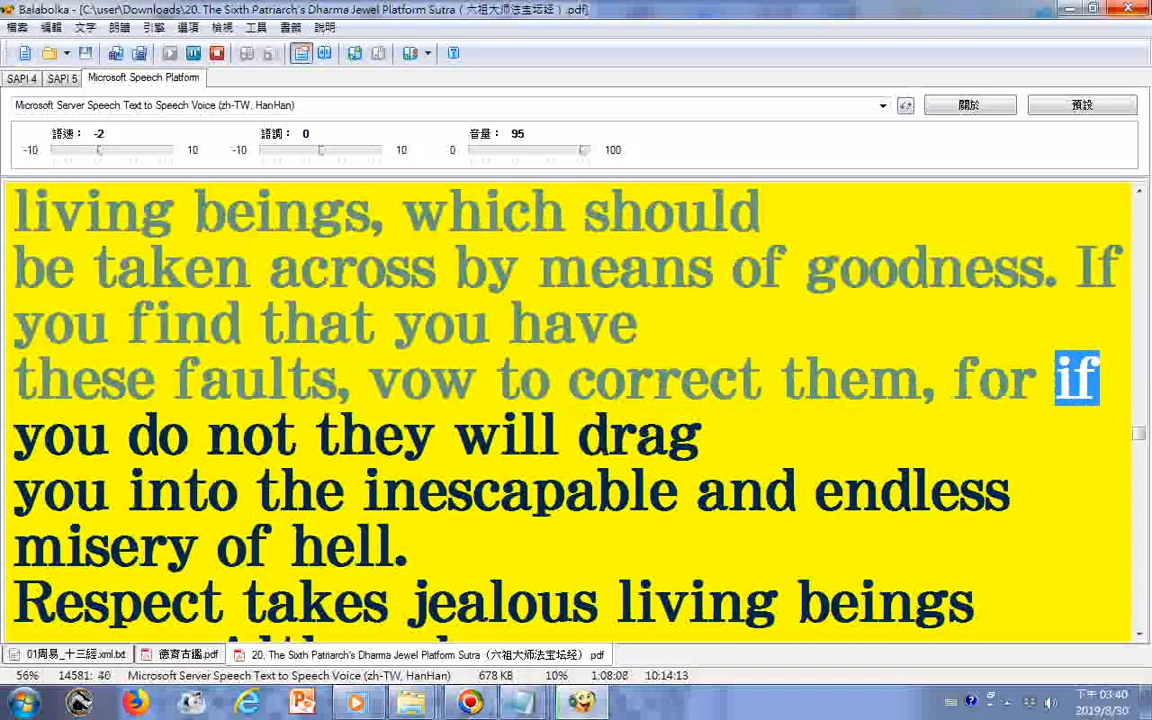 Balabolka - [C:\user\Downloads\20. The Sixth Patriarch's Dharma Jewel Platform Sutra（六祖大师法宝坛经）.pdf]
檔案 編輯 文字 朗讀 引擎 選項 檢視 工具 書籤 說明
SAPI 4 SAPI 5 Microsoft Speech Platform
Microsoft Server Speech Text to Speech Voice (zh-TW, HanHan) 關於 預設
語速： -2 語調： 0 音量： 95
-10 10 -10 10 0 100
living beings, which should
be taken across by means of goodness. If
you find that you have
these faults, vow to correct them, for if
you do not they will drag
you into the inescapable and endless
misery of hell.
Respect takes jealous living beings
01周易_十三經.xml.txt 德育古鑑.pdf 20. The Sixth Patriarch's Dharma Jewel Platform Sutra（六祖大师法宝坛经）.pdf
56% 14581: 40 Microsoft Server Speech Text to Speech Voice (zh-TW, HanHan) 678 KB 10% 1:08:08 10:14:13
下午 03:40
2019/8/30